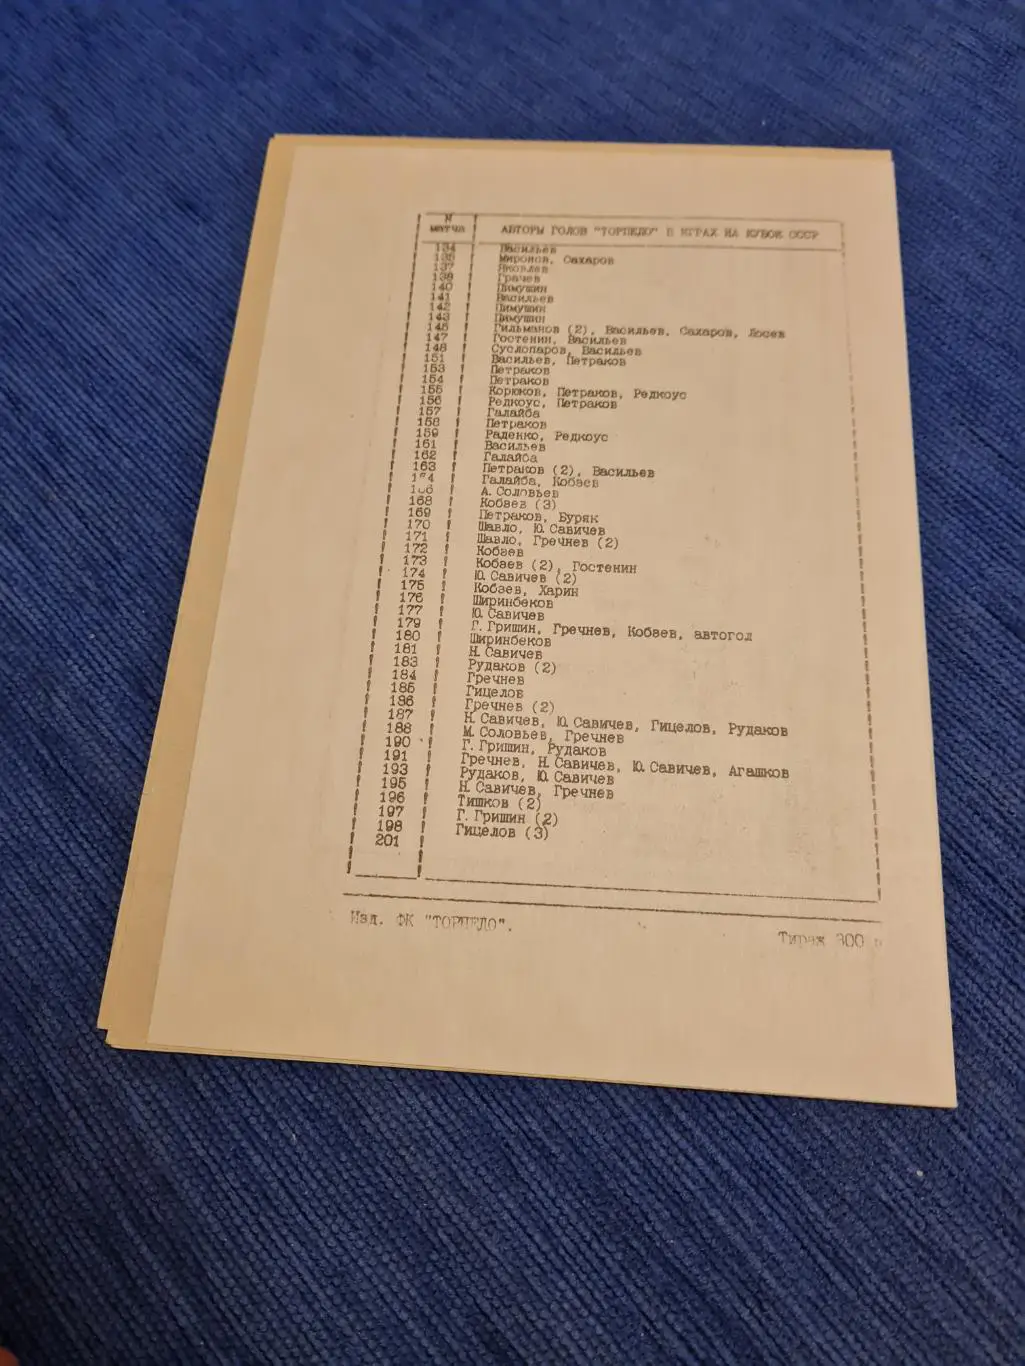 N матча АВТОРЫ ГОЛОВ "ТОРПЕДО" В ИГРАХ НА КУБОК СССР
134 Васильев
135 Миронов, Сахаров
137 Яковлев
138 Грачев
140 Пимушин
141 Васильев
142 Пимушин
143 Пимушин
146 Гильманов (2), Васильев, Сахаров, Лосев
147 Гостенин, Васильев
148 Суслопаров, Васильев
151 Васильев, Петраков
153 Петраков
154 Петраков
155 Корюков, Петраков, Редкоус
156 Редкоус, Петраков
157 Галайба
158 Петраков
159 Раденко, Редкоус
161 Васильев
162 Галайба
163 Петраков (2), Васильев
164 Галайба, Кобзев
166 А. Соловьев
168 Кобзев (3)
169 Петраков, Буряк
170 Шавло, Ю. Савичев
171 Шавло, Гречнев (2)
172 Кобзев
173 Кобзев (2), Гостенин
174 Ю. Савичев (2)
175 Кобзев, Харин
176 Ширинбеков
177 Ю. Савичев
179 Г. Гришин, Гречнев, Кобзев, автогол
180 Ширинбеков
181 Н. Савичев
183 Рудаков (2)
184 Гречнев
185 Гицелов
186 Гречнев (2)
187 Н. Савичев, Ю. Савичев, Гицелов, Рудаков
188 М. Соловьев, Гречнев
190 Г. Гришин, Рудаков
191 Гречнев, Н. Савичев, Ю. Савичев, Агашков
193 Рудаков, Ю. Савичев
195 Н. Савичев, Гречнев
196 Тишков (2)
197 Г. Гришин (2)
198 Гицелов (3)
201
Изд. ФК "ТОРПЕДО". Тираж 300